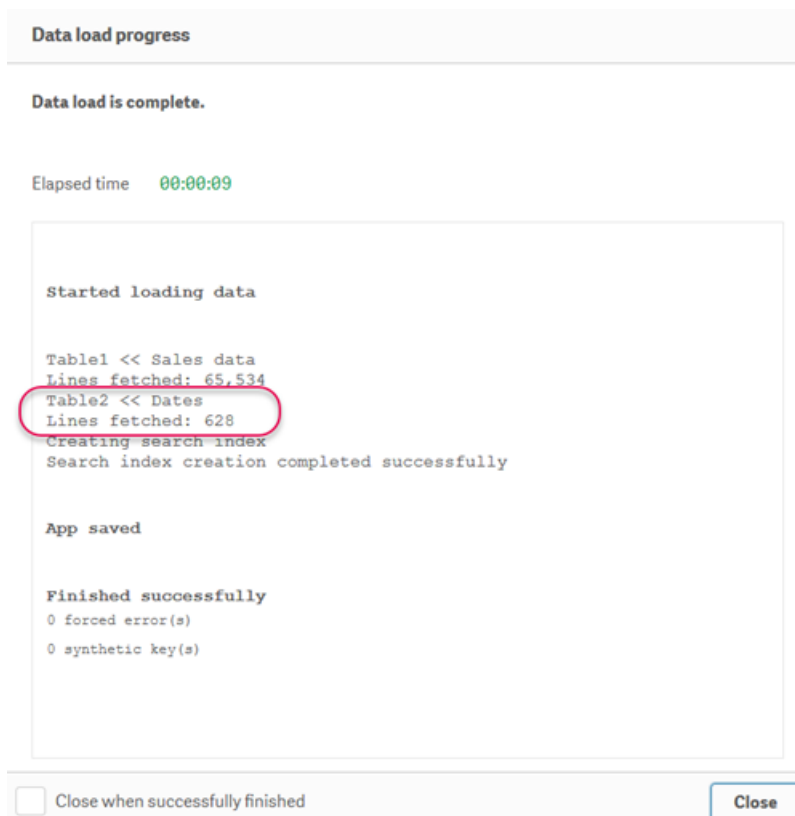 Data load progress
Data load is complete.
Elapsed time 00:00:09
Started loading data
Table1 << Sales data
Lines fetched: 65,534
Table2 << Dates
Lines fetched: 628
Creating search index
Search index creation completed successfully
App saved
Finished successfully
0 forced error(s)
0 synthetic key(s)
Close when successfully finished
Close